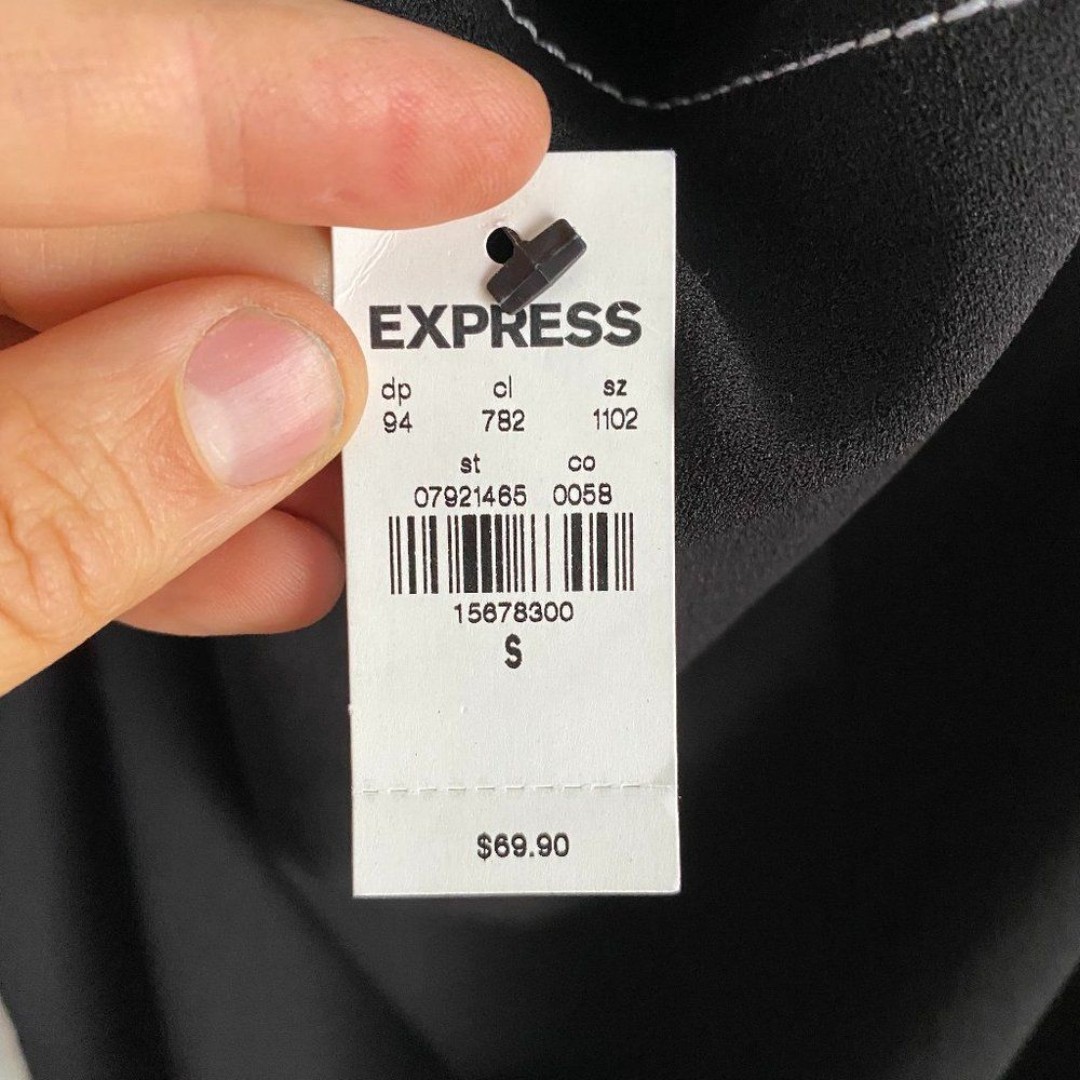 EXPRESS
dp cl sz
94 782 1102
st co
07921465 0058
15678300
S
$69.90